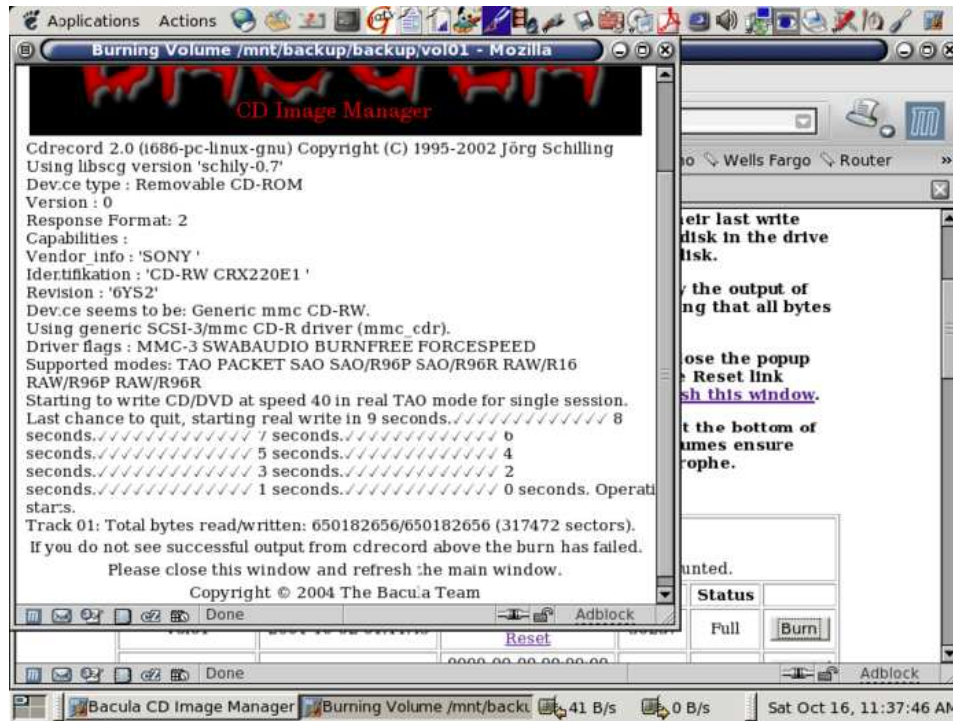 Applications Actions
Burning Volume /mnt/backup/backup/vol01 - Mozilla
CD Image Manager
Cdrecord 2.0 (i686-pc-linux-gnu) Copyright (C) 1995-2002 Jörg Schilling
Using libscg version 'schily-0.7'
Device type : Removable CD-ROM
Version : 0
Response Format: 2
Capabilities :
Vendor_info : 'SONY '
Identifikation : 'CD-RW CRX220E1 '
Revision : '6YS2'
Device seems to be: Generic mmc CD-RW.
Using generic SCSI-3/mmc CD-R driver (mmc_cdr).
Driver flags : MMC-3 SWABAUDIO BURNFREE FORCESPEED
Supported modes: TAO PACKET SAO SAO/R96P SAO/R96R RAW/R16
RAW/R96P RAW/R96R
Starting to write CD/DVD at speed 40 in real TAO mode for single session.
Last chance to quit, starting real write in 9 seconds.✓✓✓✓✓✓✓✓✓✓✓✓✓ 8
seconds.✓✓✓✓✓✓✓✓✓✓✓✓✓ 7 seconds.✓✓✓✓✓✓✓✓✓✓✓✓✓ 6
seconds.✓✓✓✓✓✓✓✓✓✓✓✓✓ 5 seconds.✓✓✓✓✓✓✓✓✓✓✓✓✓ 4
seconds.✓✓✓✓✓✓✓✓✓✓✓✓✓ 3 seconds.✓✓✓✓✓✓✓✓✓✓✓✓✓ 2
seconds.✓✓✓✓✓✓✓✓✓✓✓✓✓ 1 seconds.✓✓✓✓✓✓✓✓✓✓✓✓✓ 0 seconds. Operati
starts.
Track 01: Total bytes read/written: 650182656/650182656 (317472 sectors).
If you do not see successful output from cdrecord above the burn has failed.
Please close this window and refresh the main window.
Copyright © 2004 The Bacula Team
Done Adblock
Wells Fargo Router »
eir last write
disk in the drive
disk.
the output of
ng that all bytes
ose the popup
Reset link
sh this window.
t the bottom of
umes ensure
rophe.
unted.
Status
Reset Full Burn
Done Adblock
Bacula CD Image Manager Burning Volume /mnt/backu 41 B/s 0 B/s Sat Oct 16, 11:37:46 AM